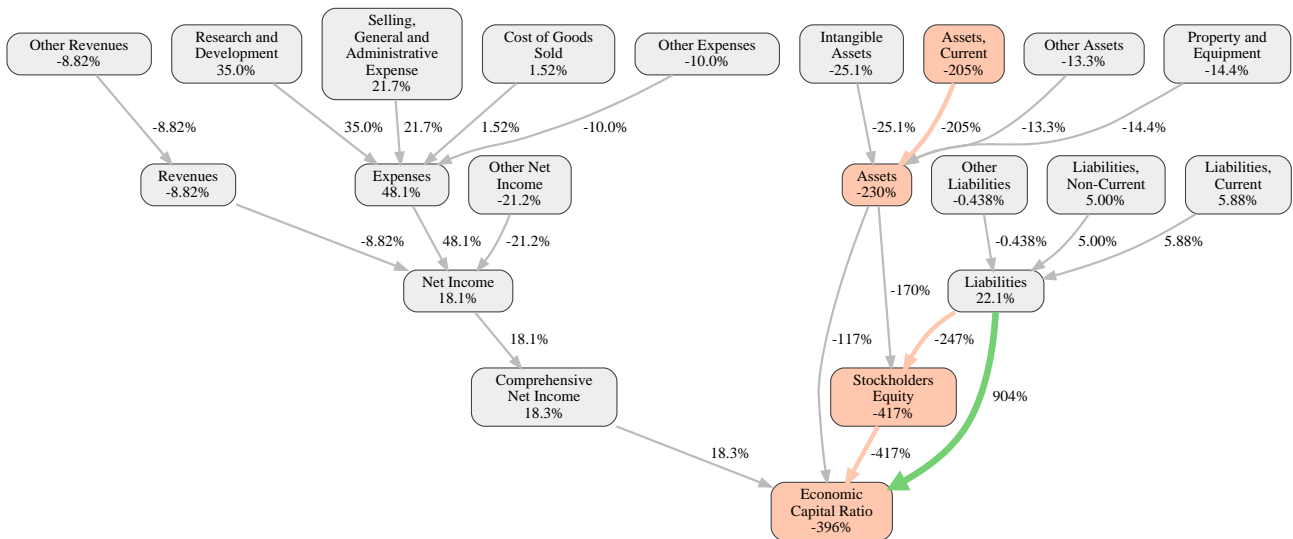 Other Revenues
-8.82%
Research and
Development
35.0%
Selling,
General and
Administrative
Expense
21.7%
Cost of Goods
Sold
1.52%
Other Expenses
-10.0%
Intangible
Assets
-25.1%
Assets,
Current
-205%
Other Assets
-13.3%
Property and
Equipment
-14.4%
-8.82%
35.0%
21.7%
1.52%
-10.0%
-25.1%
-205%
-13.3%
-14.4%
Revenues
-8.82%
Expenses
48.1%
Other Net
Income
-21.2%
Assets
-230%
Other
Liabilities
-0.438%
Liabilities,
Non-Current
5.00%
Liabilities,
Current
5.88%
-8.82%
48.1%
-21.2%
-0.438%
5.00%
5.88%
Net Income
18.1%
Liabilities
22.1%
-170%
18.1%
-117%
-247%
Comprehensive
Net Income
18.3%
Stockholders
Equity
-417%
904%
18.3%
-417%
Economic
Capital Ratio
-396%